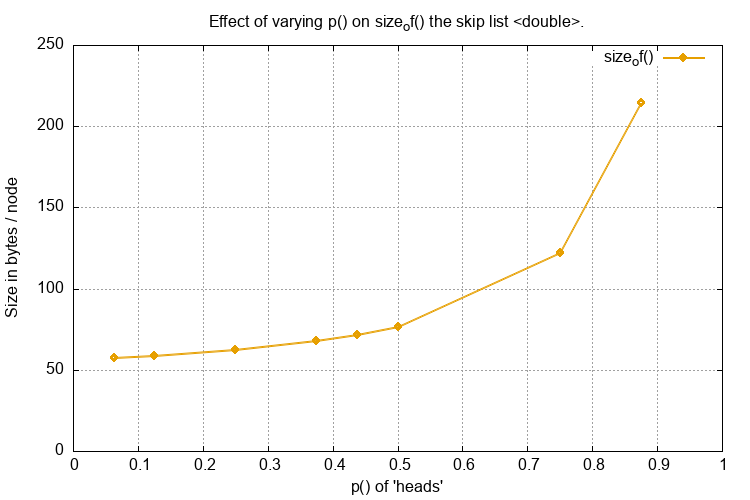 Effect of varying p() on sizeₒf() the skip list <double>.
sizeₒf()
250
200
150
100
50
0
Size in bytes / node
0 0.1 0.2 0.3 0.4 0.5 0.6 0.7 0.8 0.9 1
p() of 'heads'